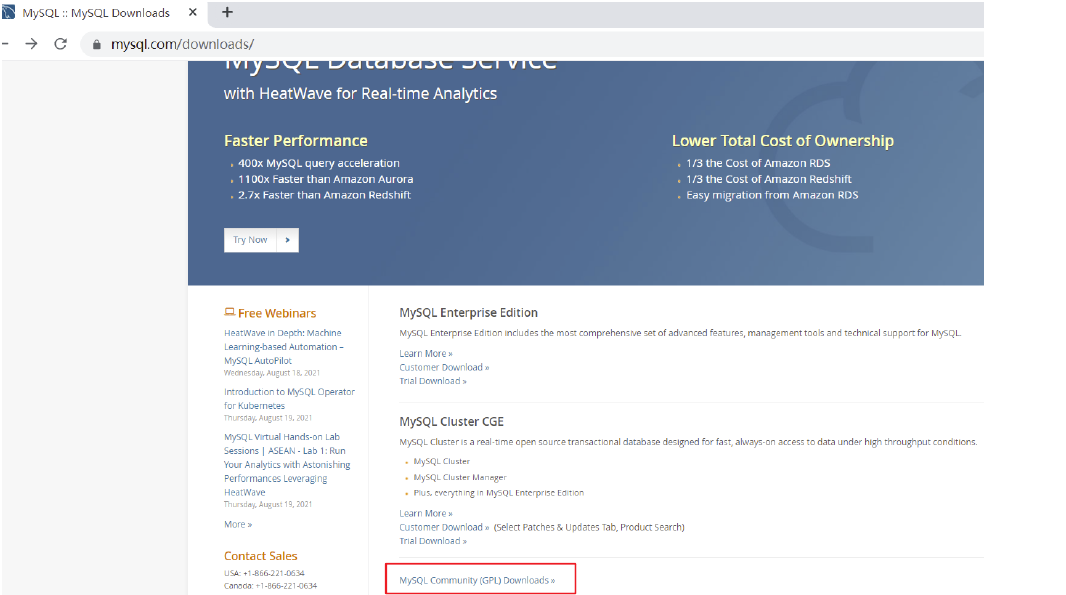 MySQL :: MySQL Downloads
mysql.com/downloads/
MySQL Database Service
with HeatWave for Real-time Analytics
Faster Performance
400x MySQL query acceleration
1100x Faster than Amazon Aurora
2.7x Faster than Amazon Redshift
Lower Total Cost of Ownership
1/3 the Cost of Amazon RDS
1/3 the Cost of Amazon Redshift
Easy migration from Amazon RDS
Try Now
Free Webinars
HeatWave in Depth: Machine
Learning-based Automation –
MySQL AutoPilot
Wednesday, August 18, 2021
Introduction to MySQL Operator
for Kubernetes
Thursday, August 19, 2021
MySQL Virtual Hands-on Lab
Sessions | ASEAN - Lab 1: Run
Your Analytics with Astonishing
Performances Leveraging
HeatWave
Thursday, August 19, 2021
More »
Contact Sales
USA: +1-866-221-0634
Canada: +1-866-221-0634
MySQL Enterprise Edition
MySQL Enterprise Edition includes the most comprehensive set of advanced features, management tools and technical support for MySQL.
Learn More »
Customer Download »
Trial Download »
MySQL Cluster CGE
MySQL Cluster is a real-time open source transactional database designed for fast, always-on access to data under high throughput conditions.
MySQL Cluster
MySQL Cluster Manager
Plus, everything in MySQL Enterprise Edition
Learn More »
Customer Download » (Select Patches & Updates Tab, Product Search)
Trial Download »
MySQL Community (GPL) Downloads »